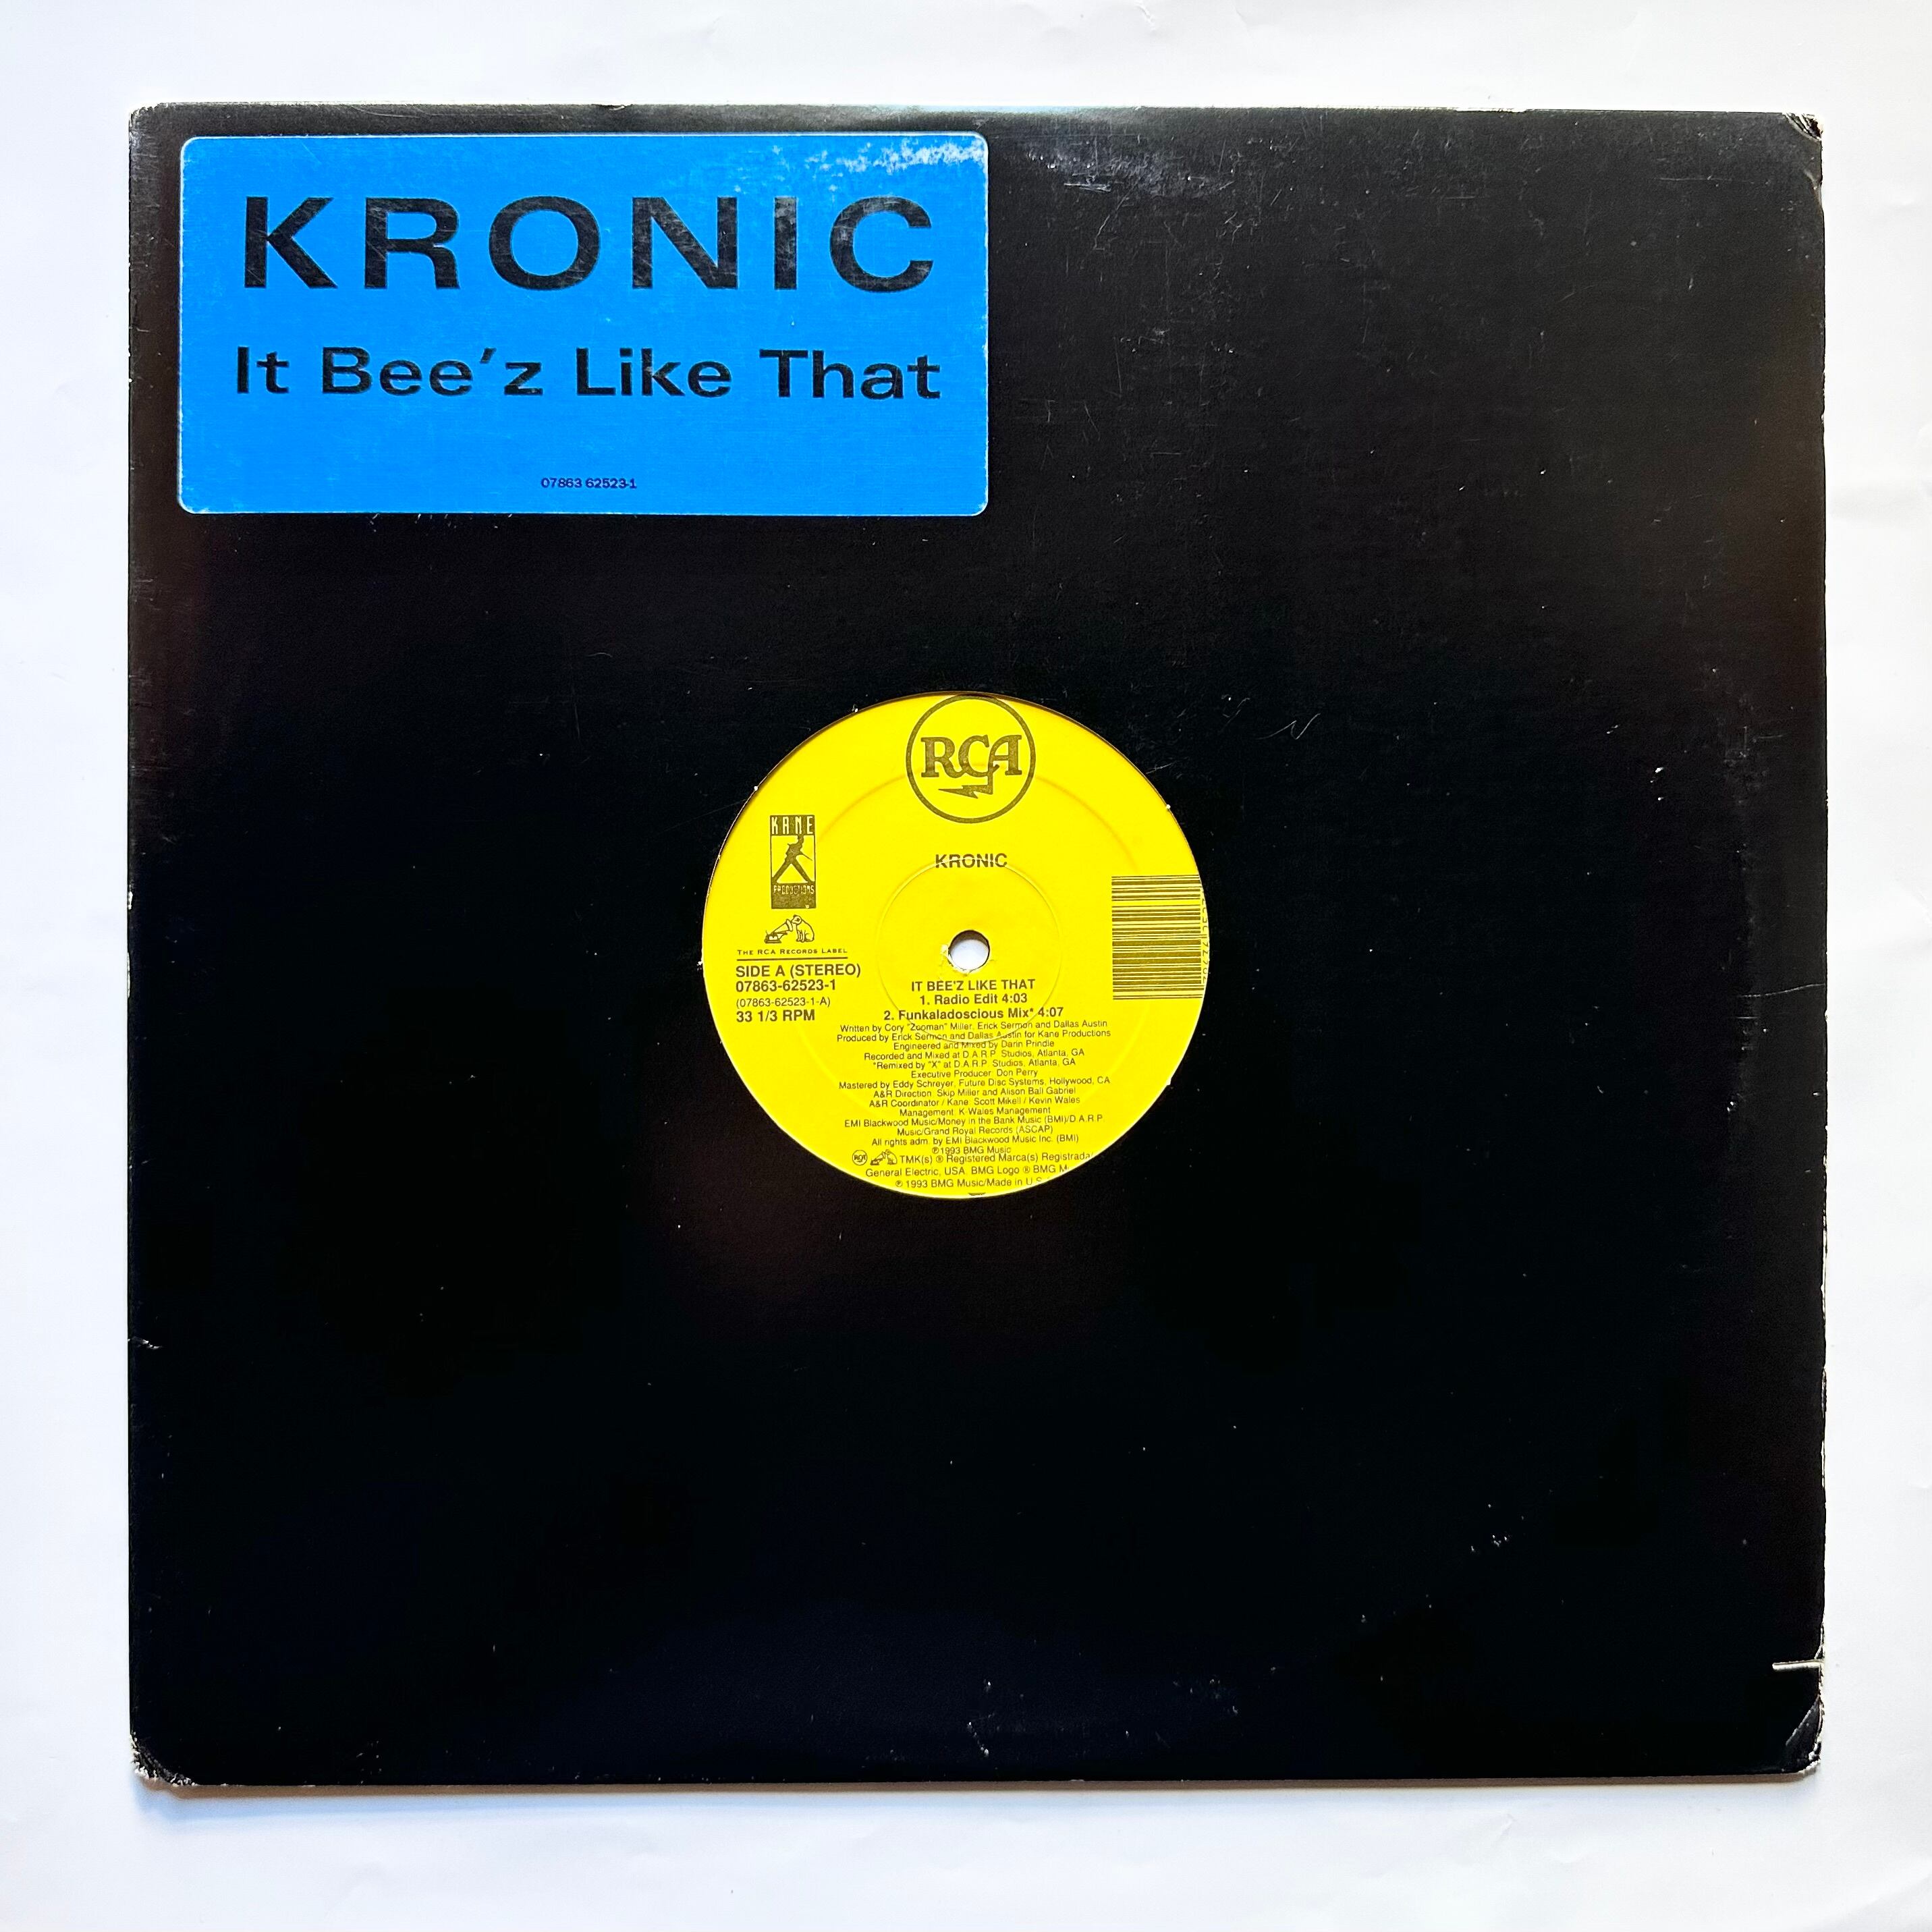 KRONIC
It Bee'z Like That
07863 62523-1
RCA
KANE
PRODUCTIONS
KRONIC
THE RCA RECORDS LABEL
SIDE A (STEREO)
07863-62523-1
(07863-62523-1-A)
33 1/3 RPM
IT BEE'Z LIKE THAT
1. Radio Edit 4:03
2. Funkaladoscious Mix* 4:07
Written by Cory "Zooman" Miller, Erick Sermon and Dallas Austin
Produced by Erick Sermon and Dallas Austin for Kane Productions
Engineered and Mixed by Darin Prindle
Recorded and Mixed at D.A.R.P. Studios, Atlanta, GA
*Remixed by "X" at D.A.R.P. Studios, Atlanta, GA
Executive Producer: Don Perry
Mastered by Eddy Schreyer, Future Disc Systems, Hollywood, CA
A&R Direction: Skip Miller and Alison Ball Gabriel
A&R Coordinator / Kane: Scott Mikell / Kevin Wales
Management: K Wales Management
EMI Blackwood Music/Money in the Bank Music (BMI)/D.A.R.P.
Music/Grand Royal Records (ASCAP)
All rights adm. by EMI Blackwood Music Inc. (BMI)
℗1993 BMG Music
RCA TMK(s) ® Registered Marca(s) Registrada
General Electric, USA. BMG Logo ® BMG M
℗ 1993 BMG Music/Made in U.S